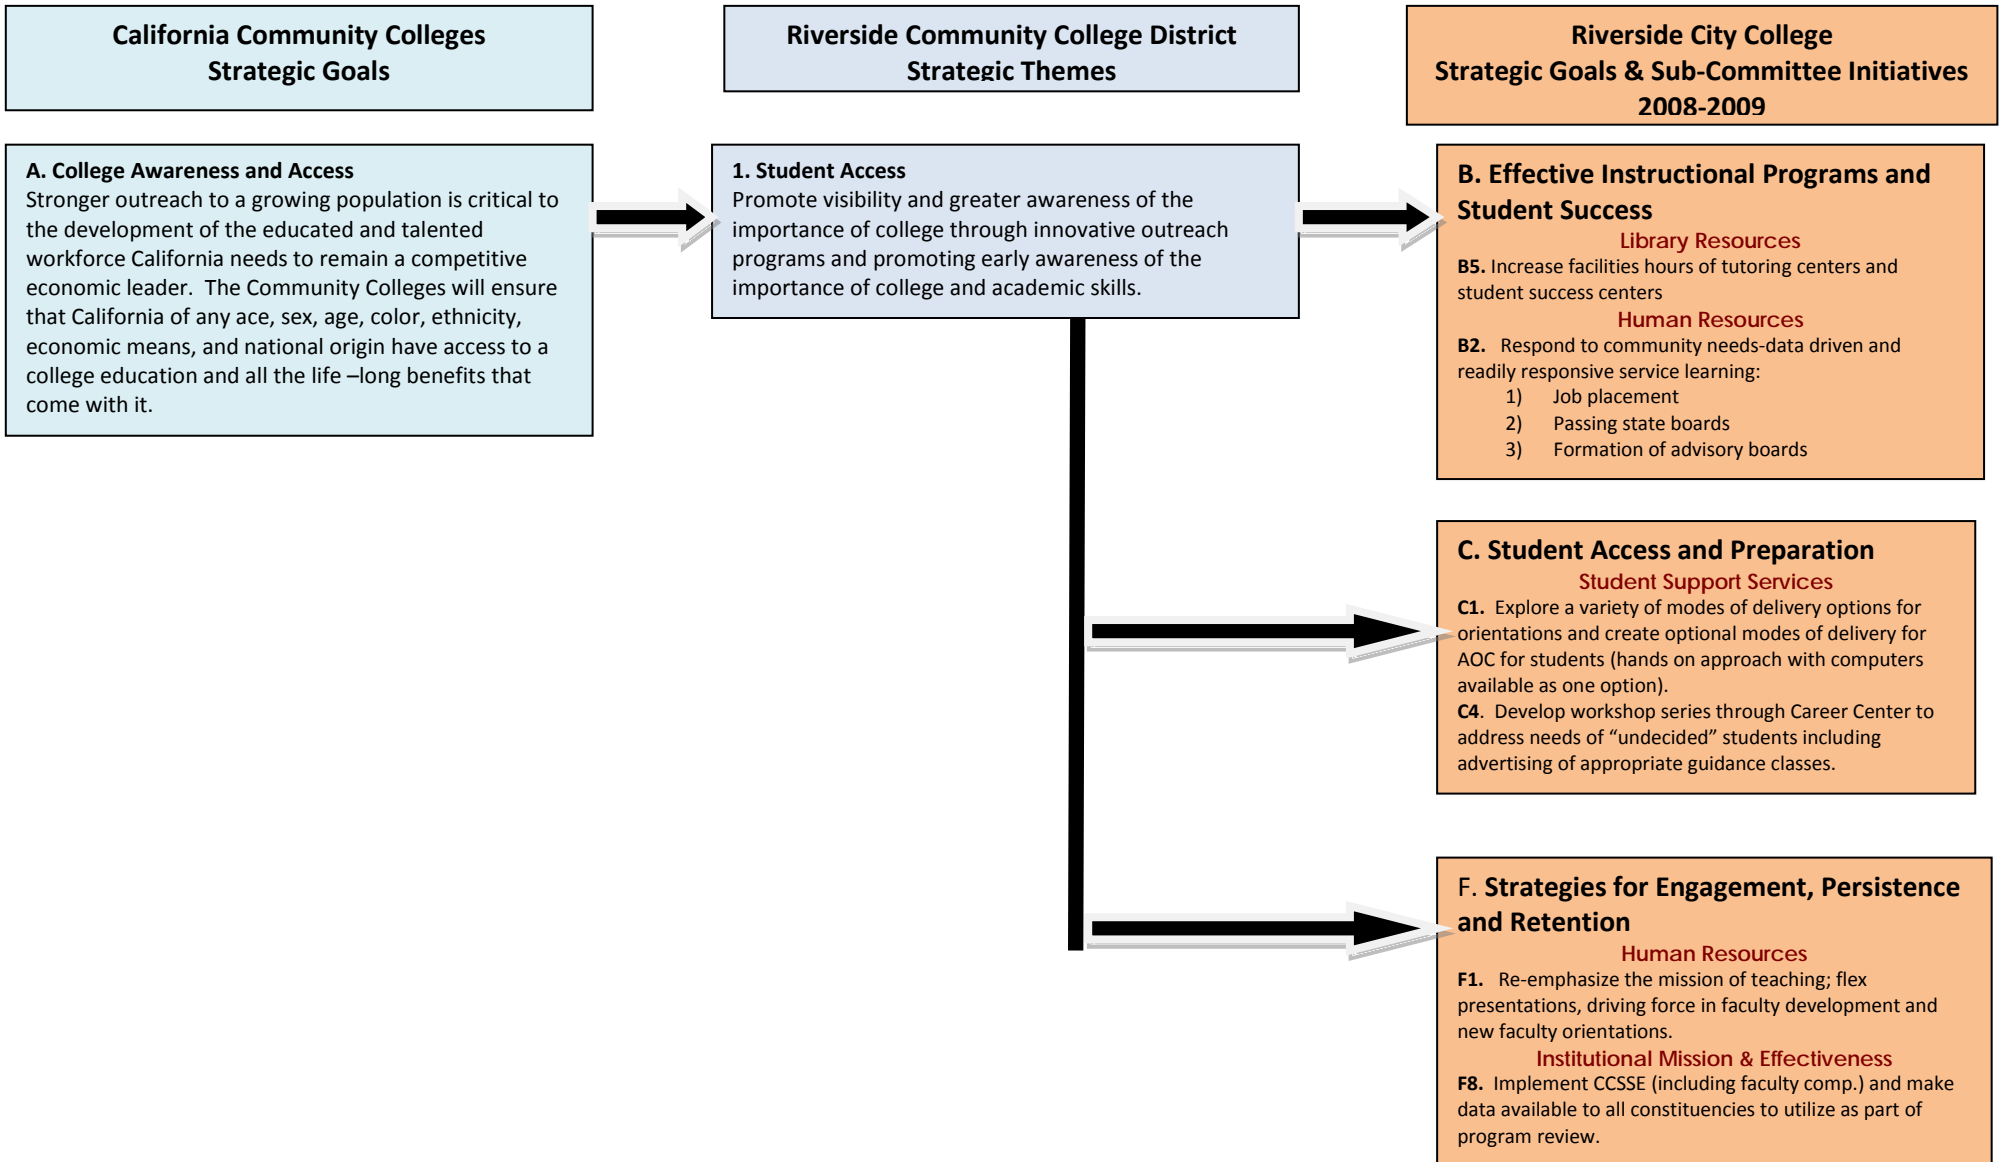 California Community Colleges
Strategic Goals
Riverside Community College District
Strategic Themes
Riverside City College
Strategic Goals & Sub-Committee Initiatives
2008-2009
A. College Awareness and Access
Stronger outreach to a growing population is critical to
the development of the educated and talented
workforce California needs to remain a competitive
economic leader.  The Community Colleges will ensure
that California of any ace, sex, age, color, ethnicity,
economic means, and national origin have access to a
college education and all the life –long benefits that
come with it.
1. Student Access
Promote visibility and greater awareness of the
importance of college through innovative outreach
programs and promoting early awareness of the
importance of college and academic skills.
B. Effective Instructional Programs and
Student Success
Library Resources
B5. Increase facilities hours of tutoring centers and
student success centers
Human Resources
B2.   Respond to community needs-data driven and
readily responsive service learning:
1)    Job placement
2)    Passing state boards
3)    Formation of advisory boards
C. Student Access and Preparation
Student Support Services
C1.  Explore a variety of modes of delivery options for
orientations and create optional modes of delivery for
AOC for students (hands on approach with computers
available as one option).
C4.  Develop workshop series through Career Center to
address needs of “undecided” students including
advertising of appropriate guidance classes.
F. Strategies for Engagement, Persistence
and Retention
Human Resources
F1.   Re-emphasize the mission of teaching; flex
presentations, driving force in faculty development and
new faculty orientations.
Institutional Mission & Effectiveness
F8.  Implement CCSSE (including faculty comp.) and make
data available to all constituencies to utilize as part of
program review.